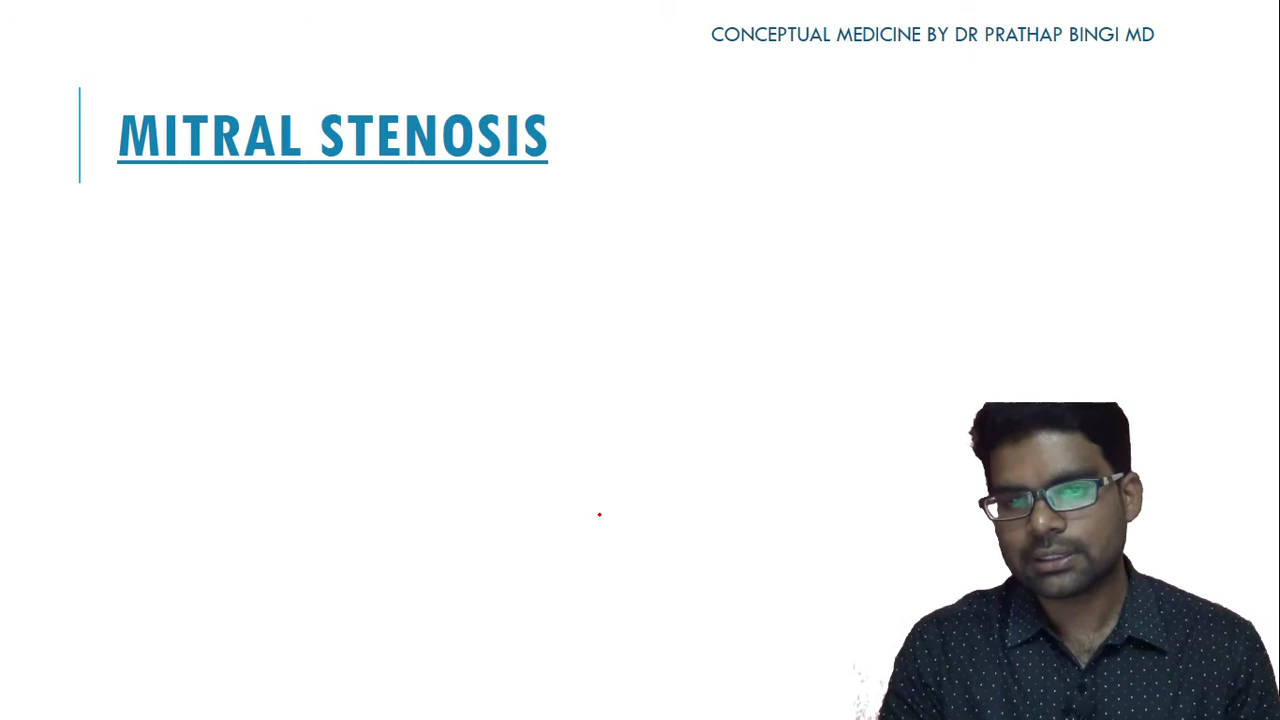 CONCEPTUAL MEDICINE BY DR PRATHAP BINGI MD
MITRAL STENOSIS